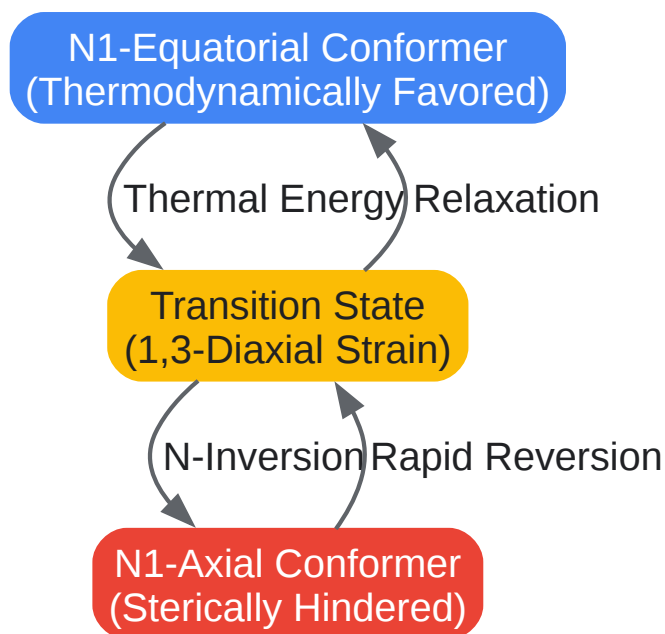 N1-Equatorial Conformer
(Thermodynamically Favored)
Thermal Energy
Relaxation
Transition State
(1,3-Diaxial Strain)
N-Inversion
Rapid Reversion
N1-Axial Conformer
(Sterically Hindered)